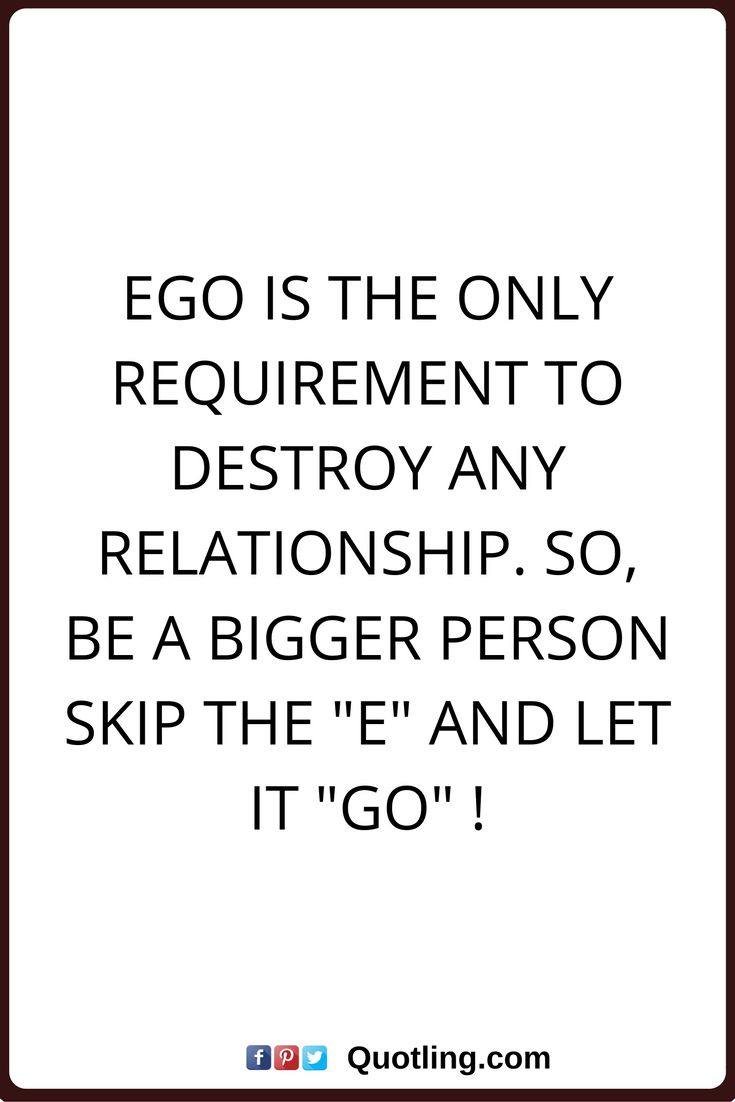 EGO IS THE ONLY
REQUIREMENT TO
DESTROY ANY
RELATIONSHIP. SO,
BE A BIGGER PERSON
SKIP THE "E" AND LET
IT "GO" !
Quotling.com